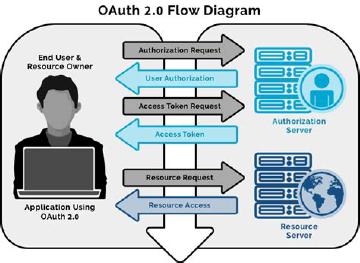 OAuth 2.0 Flow Diagram
End User &
Resource Owner
Authorization Request
User Authorization
Access Token Request
Access Token
Authorization
Server
Resource Request
Resource Access
Application Using
OAuth 2.0
Resource
Server